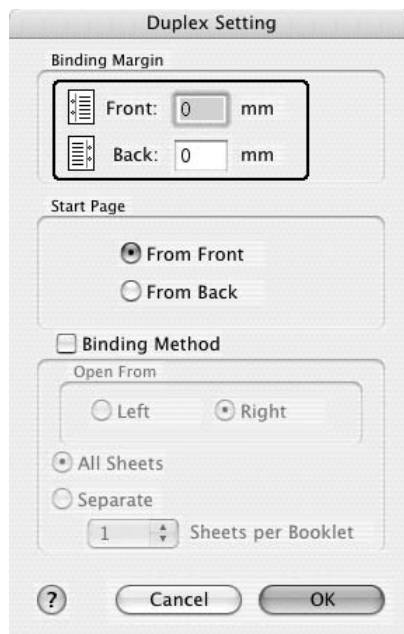 Duplex Setting
Binding Margin
Front: 0 mm
Back: 0 mm
Start Page
From Front
From Back
Binding Method
Open From
Left Right
All Sheets
Separate
1 Sheets per Booklet
? Cancel OK